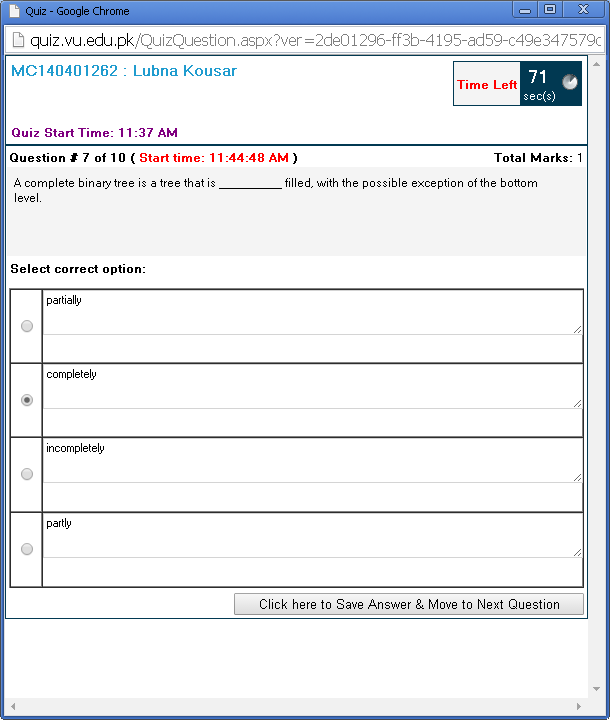 Quiz - Google Chrome
quiz.vu.edu.pk/QuizQuestion.aspx?ver=2de01296-ff3b-4195-ad59-c49e347579c
MC140401262 : Lubna Kousar
Time Left 71
sec(s)
Quiz Start Time: 11:37 AM
Question # 7 of 10 ( Start time: 11:44:48 AM ) Total Marks: 1
A complete binary tree is a tree that is __________ filled, with the possible exception of the bottom
level.
Select correct option:
partially
completely
incompletely
partly
Click here to Save Answer & Move to Next Question